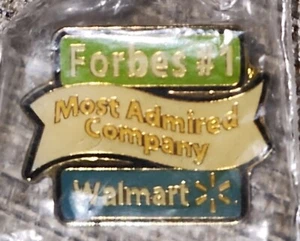 Forbes #1
Most Admired
Company
Walmart